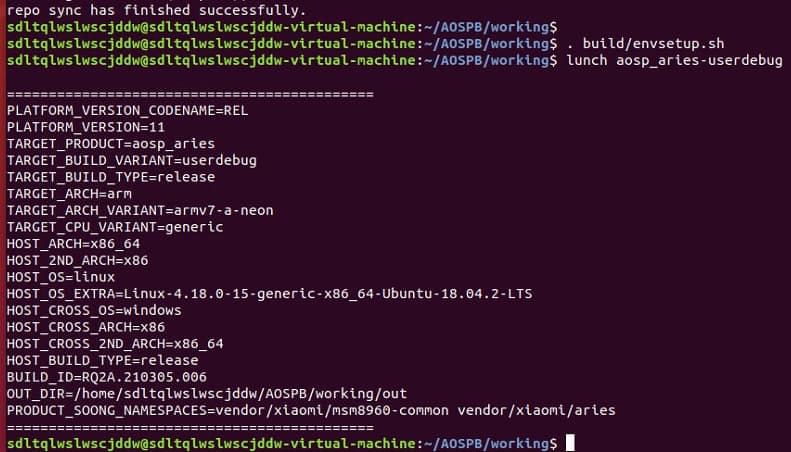 repo sync has finished successfully.
sdltqlwslwscjddw@sdltqlwslwscjddw-virtual-machine:~/AOSPB/working$
sdltqlwslwscjddw@sdltqlwslwscjddw-virtual-machine:~/AOSPB/working$ . build/envsetup.sh
sdltqlwslwscjddw@sdltqlwslwscjddw-virtual-machine:~/AOSPB/working$ lunch aosp_aries-userdebug
============================================
PLATFORM_VERSION_CODENAME=REL
PLATFORM_VERSION=11
TARGET_PRODUCT=aosp_aries
TARGET_BUILD_VARIANT=userdebug
TARGET_BUILD_TYPE=release
TARGET_ARCH=arm
TARGET_ARCH_VARIANT=armv7-a-neon
TARGET_CPU_VARIANT=generic
HOST_ARCH=x86_64
HOST_2ND_ARCH=x86
HOST_OS=linux
HOST_OS_EXTRA=Linux-4.18.0-15-generic-x86_64-Ubuntu-18.04.2-LTS
HOST_CROSS_OS=windows
HOST_CROSS_ARCH=x86
HOST_CROSS_2ND_ARCH=x86_64
HOST_BUILD_TYPE=release
BUILD_ID=RQ2A.210305.006
OUT_DIR=/home/sdltqlwslwscjddw/AOSPB/working/out
PRODUCT_SOONG_NAMESPACES=vendor/xiaomi/msm8960-common vendor/xiaomi/aries
============================================
sdltqlwslwscjddw@sdltqlwslwscjddw-virtual-machine:~/AOSPB/working$